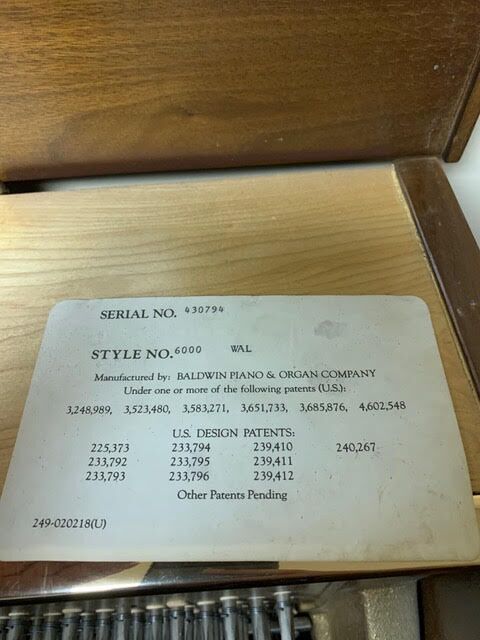 SERIAL NO. 430794
STYLE NO. 6000 WAL
Manufactured by: BALDWIN PIANO & ORGAN COMPANY
Under one or more of the following patents (U.S.):
3,248,989, 3,523,480, 3,583,271, 3,651,733, 3,685,876, 4,602,548
U.S. DESIGN PATENTS:
225,373 233,794 239,410 240,267
233,792 233,795 239,411
233,793 233,796 239,412
Other Patents Pending
249-020218(U)